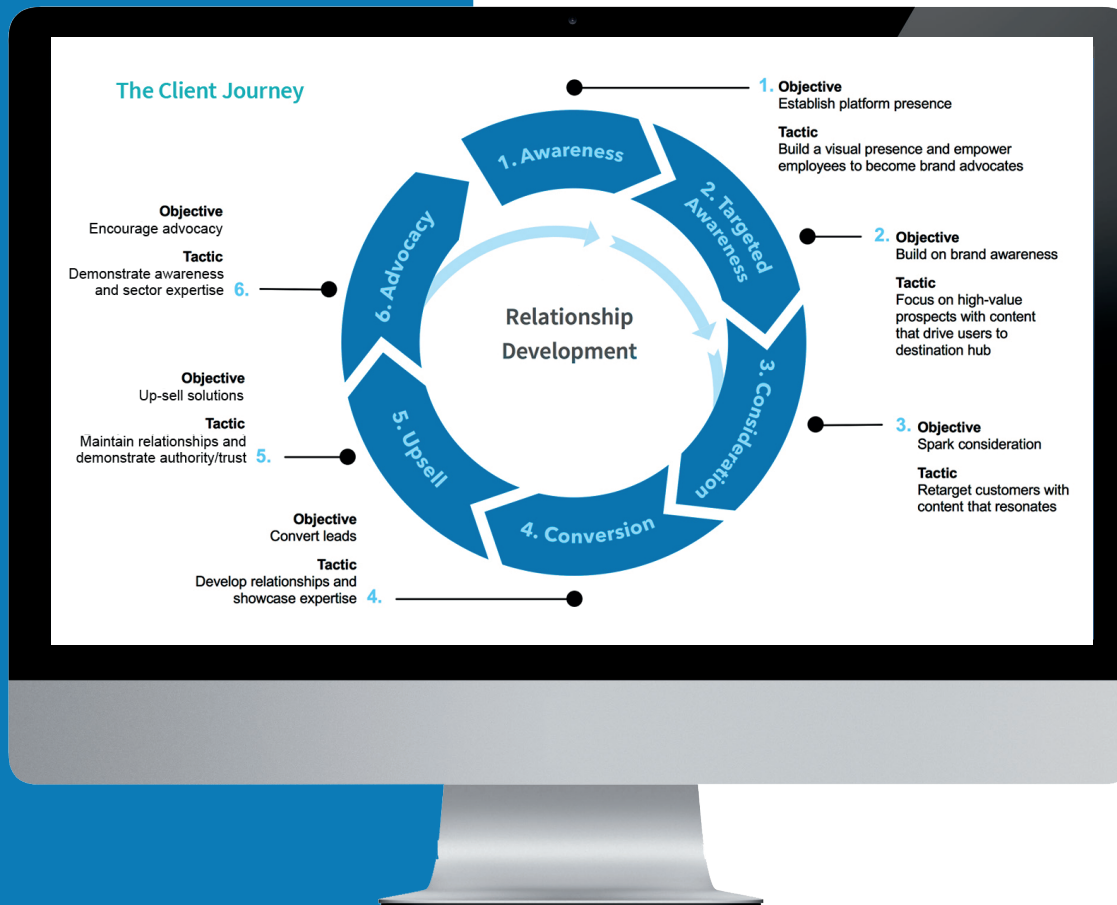 The Client Journey
1. Awareness
2. Targeted
Awareness
3. Consideration
4. Conversion
5. Upsell
6. Advocacy
Relationship
Development
1. Objective
Establish platform presence
Tactic
Build a visual presence and empower
employees to become brand advocates
2. Objective
Build on brand awareness
Tactic
Focus on high-value
prospects with content
that drive users to
destination hub
3. Objective
Spark consideration
Tactic
Retarget customers with
content that resonates
Objective
Convert leads
Tactic
Develop relationships and
showcase expertise 4.
Objective
Up-sell solutions
Tactic
Maintain relationships and
demonstrate authority/trust 5.
Objective
Encourage advocacy
Tactic
Demonstrate awareness
and sector expertise 6.